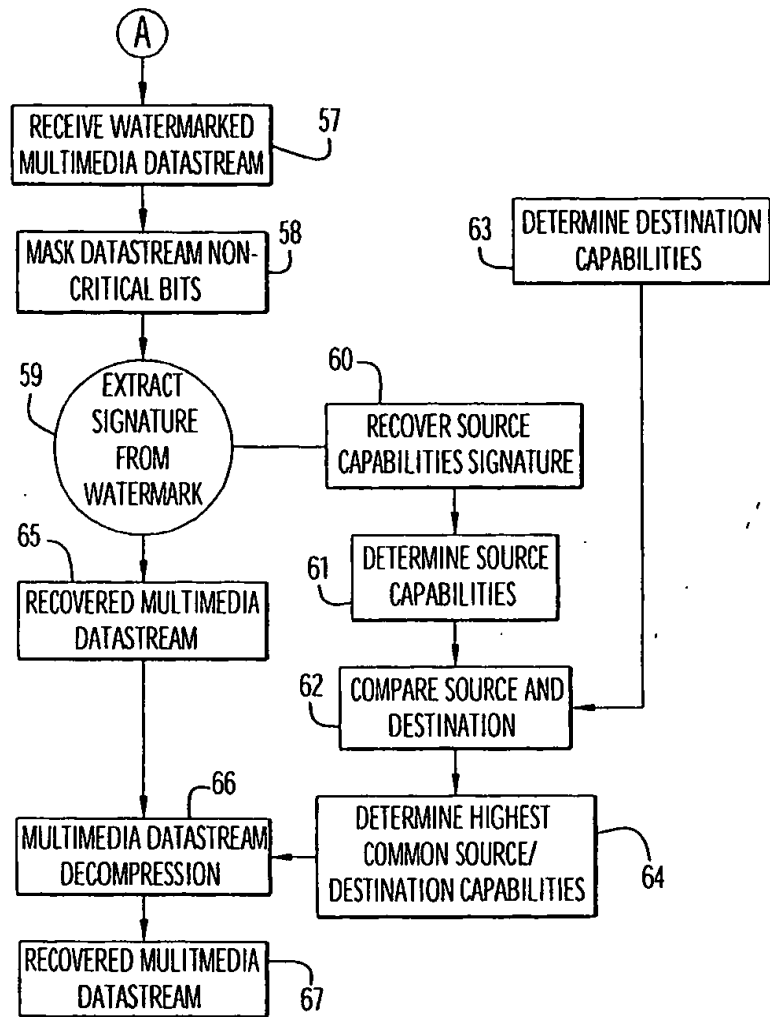 A
RECEIVE WATERMARKED
MULTIMEDIA DATASTREAM
57
MASK DATASTREAM NON-
CRITICAL BITS
58
63
DETERMINE DESTINATION
CAPABILITIES
59
EXTRACT
SIGNATURE
FROM
WATERMARK
60
RECOVER SOURCE
CAPABILITIES SIGNATURE
61
DETERMINE SOURCE
CAPABILITIES
65
RECOVERED MULTIMEDIA
DATASTREAM
62
COMPARE SOURCE AND
DESTINATION
66
MULTIMEDIA DATASTREAM
DECOMPRESSION
DETERMINE HIGHEST
COMMON SOURCE/
DESTINATION CAPABILITIES
64
RECOVERED MULITMEDIA
DATASTREAM
67